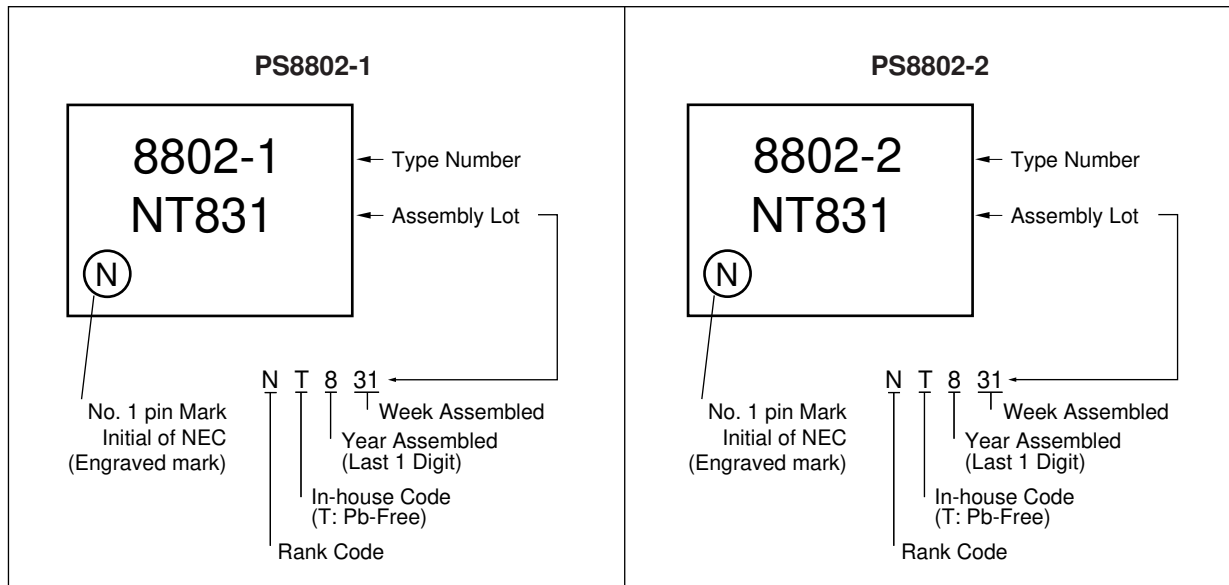 PS8802-1
8802-1
NT831
N
Type Number
Assembly Lot
N T 8 31
No. 1 pin Mark
Initial of NEC
(Engraved mark)
Week Assembled
Year Assembled
(Last 1 Digit)
In-house Code
(T: Pb-Free)
Rank Code
PS8802-2
8802-2
NT831
N
Type Number
Assembly Lot
N T 8 31
No. 1 pin Mark
Initial of NEC
(Engraved mark)
Week Assembled
Year Assembled
(Last 1 Digit)
In-house Code
(T: Pb-Free)
Rank Code